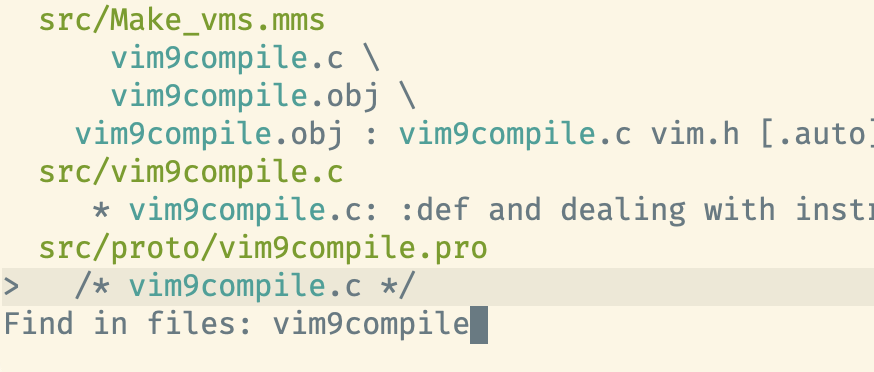 src/Make_vms.mms
vim9compile.c \
vim9compile.obj \
vim9compile.obj : vim9compile.c vim.h [.auto]
src/vim9compile.c
* vim9compile.c: :def and dealing with instr
src/proto/vim9compile.pro
> /* vim9compile.c */
Find in files: vim9compile